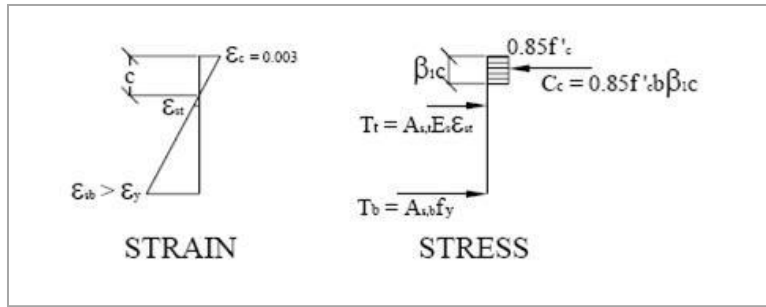 εc = 0.003
c
εst
εsb > εy
STRAIN
0.85f'c
β1c
Cc = 0.85f'cbβ1c
Tt = As,tEsεst
Tb = As,bfy
STRESS